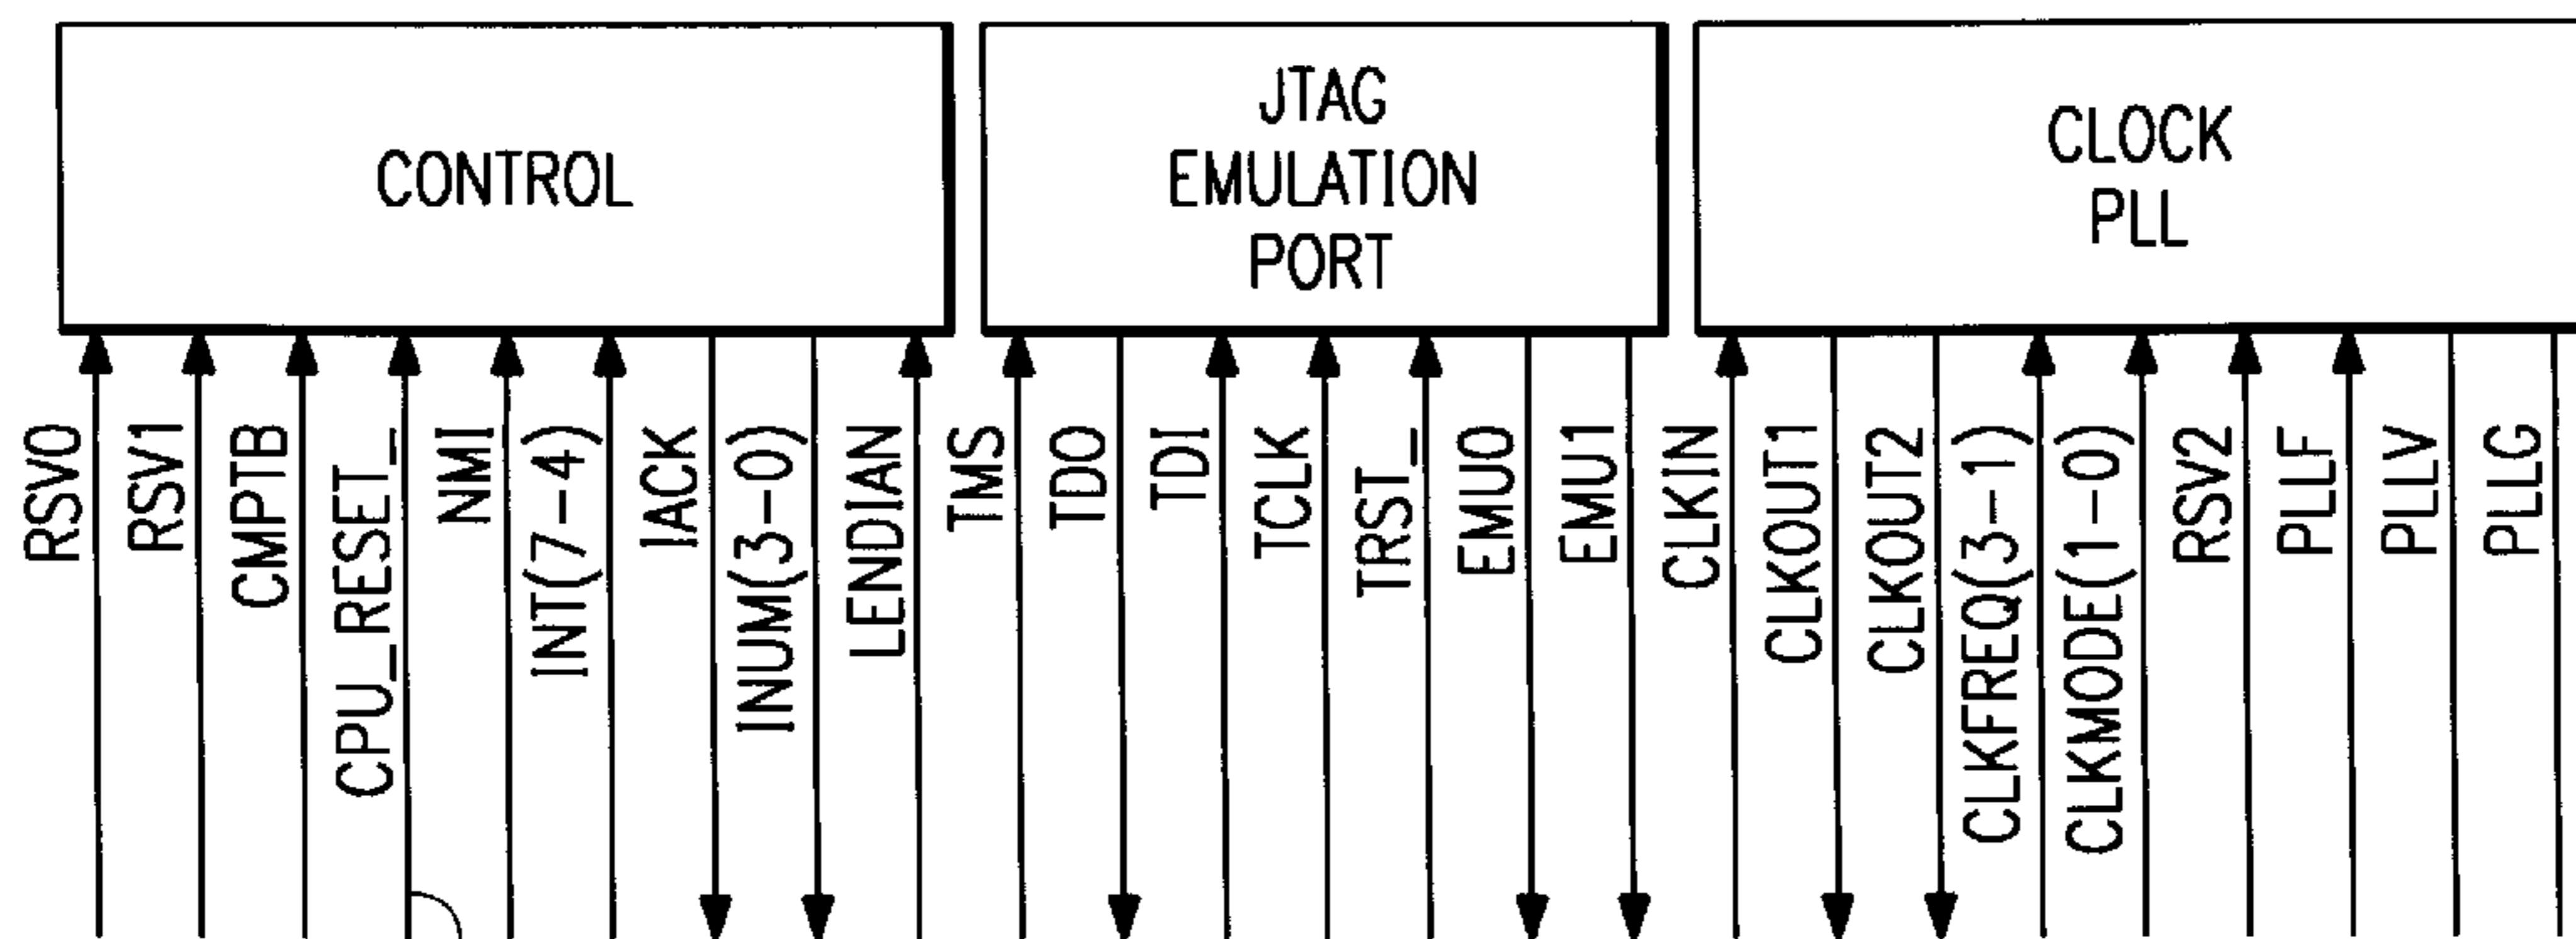 CONTROL
JTAG
EMULATION
PORT
CLOCK
PLL
RSV0
RSV1
CMPTB
CPU_RESET_
NMI
INT(7-4)
IACK
INUM(3-0)
LENDIAN
TMS
TDO
TDI
TCLK
TRST_
EMU0
EMU1
CLKIN
CLKOUT1
CLKOUT2
CLKFREQ(3-1)
CLKMODE(1-0)
RSV2
PLLF
PLLV
PLLG